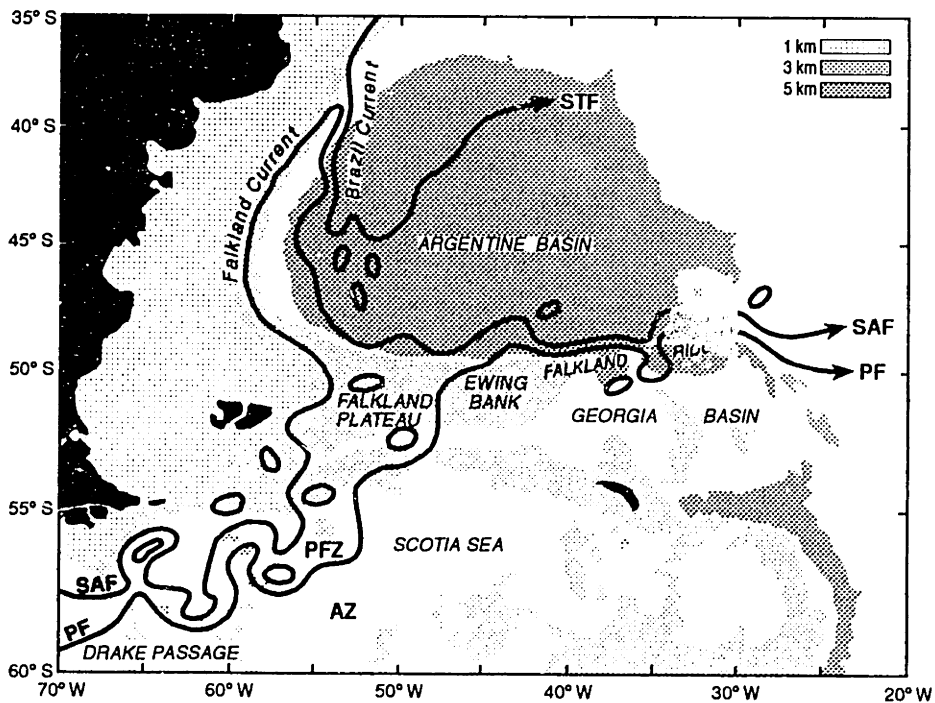 35° S
40° S
45° S
50° S
55° S
60° S
70° W
60° W
50° W
40° W
30° W
20° W
1 km
3 km
5 km
STF
Falkland Current
Brazil Current
ARGENTINE BASIN
SAF
PF
FALKLAND
FALKLAND
PLATEAU
EWING
BANK
GEORGIA BASIN
PFZ
SCOTIA SEA
SAF
AZ
PF
DRAKE PASSAGE